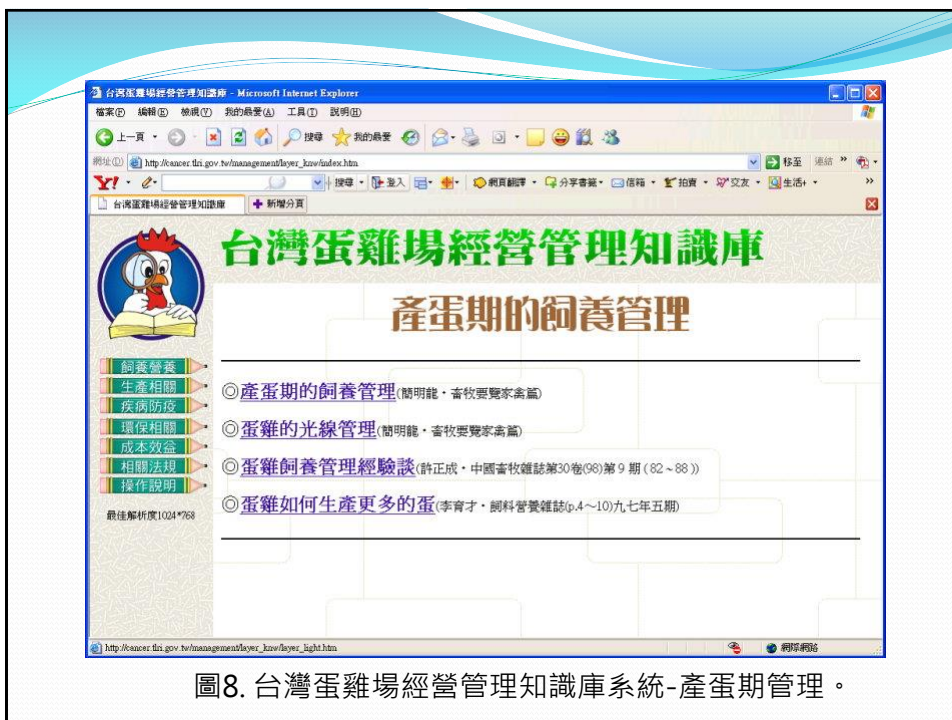 台灣蛋雞場經營管理知識庫 - Microsoft Internet Explorer
檔案(F) 編輯(E) 檢視(V) 我的最愛(A) 工具(T) 說明(H)
上一頁 搜尋 我的最愛
網址(D) http://cancer.tlri.gov.tw/management/layer_knw/index.htm 移至 連結 »
Y! 搜尋 登入 網頁翻譯 分享書籤 信箱 拍賣 交友 生活+ »
台灣蛋雞場經營管理知識庫 新增分頁
台灣蛋雞場經營管理知識庫
產蛋期的飼養管理
飼養營養
生產相關
疾病防疫
環保相關
成本效益
相關法規
操作說明
最佳解析度1024*768
◎產蛋期的飼養管理(簡明龍・畜牧要覽家禽篇)
◎蛋雞的光線管理(簡明龍・畜牧要覽家禽篇)
◎蛋雞飼養管理經驗談(許正成・中國畜牧雜誌第30卷(98)第 9 期 ( 82 ~ 88 ))
◎蛋雞如何生產更多的蛋(李育才・飼料營養雜誌(p.4～10)九七年五期)
http://cancer.tlri.gov.tw/management/layer_knw/layer_light.htm 網際網路
圖8. 台灣蛋雞場經營管理知識庫系統-產蛋期管理。